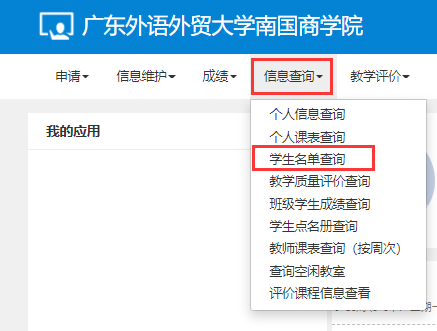 广东外语外贸大学南国商学院
申请 信息维护 成绩 信息查询 教学评价
个人信息查询
我的应用
个人课表查询
学生名单查询
教学质量评价查询
班级学生成绩查询
学生点名册查询
教师课表查询（按周次）
查询空闲教室
评价课程信息查看